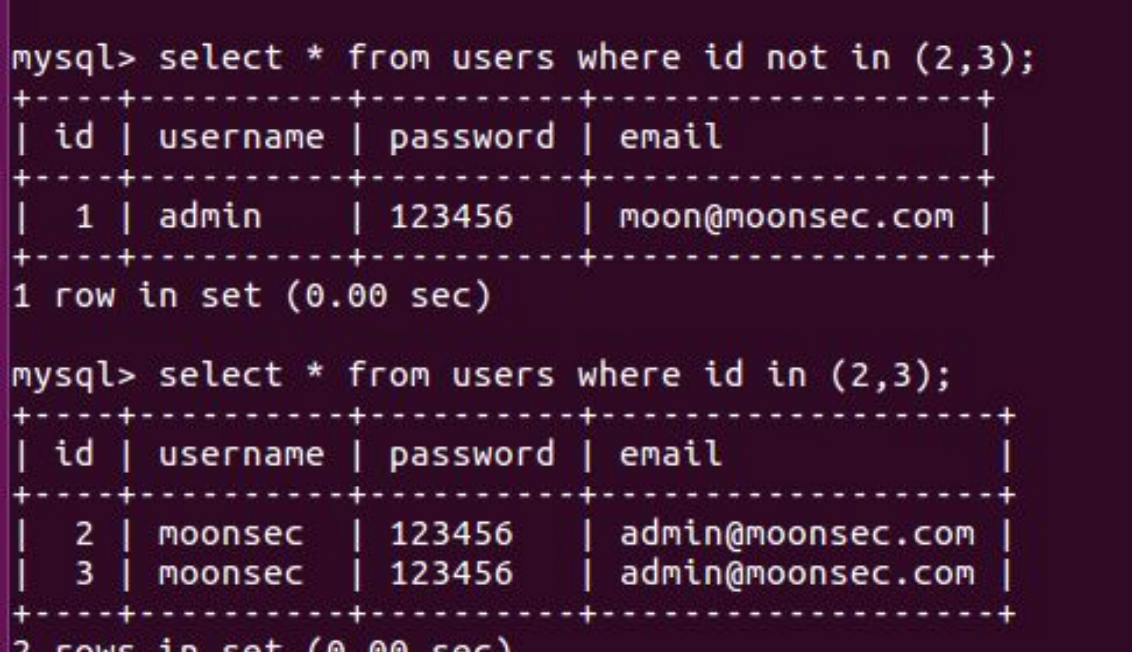 mysql> select * from users where id not in (2,3);
+----+----------+----------+------------------+
| id | username | password | email            |
+----+----------+----------+------------------+
|  1 | admin    | 123456   | moon@moonsec.com |
+----+----------+----------+------------------+
1 row in set (0.00 sec)
mysql> select * from users where id in (2,3);
+----+----------+----------+-------------------+
| id | username | password | email             |
+----+----------+----------+-------------------+
|  2 | moonsec  | 123456   | admin@moonsec.com |
|  3 | moonsec  | 123456   | admin@moonsec.com |
+----+----------+----------+-------------------+
2 rows in set (0.00 sec)